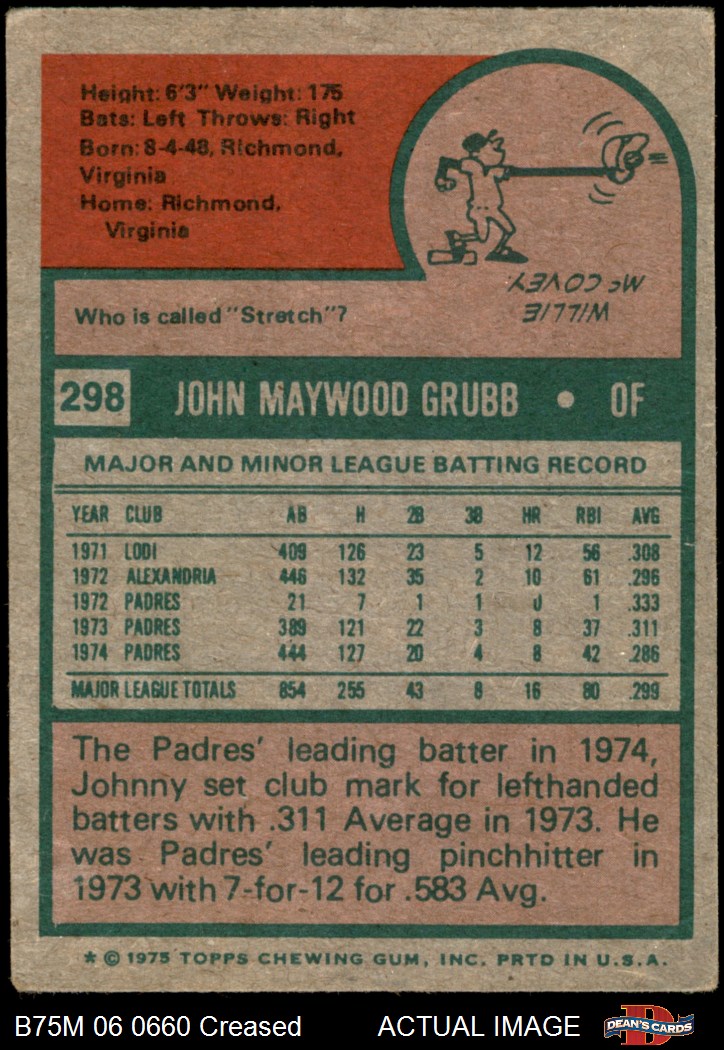 Height: 6'3" Weight: 175
Bats: Left Throws: Right
Born: 8-4-48, Richmond,
Virginia
Home: Richmond,
Virginia
Who is called "Stretch"?
WILLIE
McCOVEY.
298 JOHN MAYWOOD GRUBB • OF
MAJOR AND MINOR LEAGUE BATTING RECORD
YEAR CLUB AB H 2B 3B HR RBI AVG
1971 LODI 409 126 23 5 12 56 .308
1972 ALEXANDRIA 446 132 35 2 10 61 .296
1972 PADRES 21 7 1 1 0 1 .333
1973 PADRES 389 121 22 3 8 37 .311
1974 PADRES 444 127 20 4 8 42 .286
MAJOR LEAGUE TOTALS 854 255 43 8 16 80 .299
The Padres' leading batter in 1974,
Johnny set club mark for lefthanded
batters with .311 Average in 1973. He
was Padres' leading pinchhitter in
1973 with 7-for-12 for .583 Avg.
* © 1975 TOPPS CHEWING GUM, INC. PRTD IN U.S.A.
B75M 06 0660 Creased ACTUAL IMAGE D DEAN'S CARDS